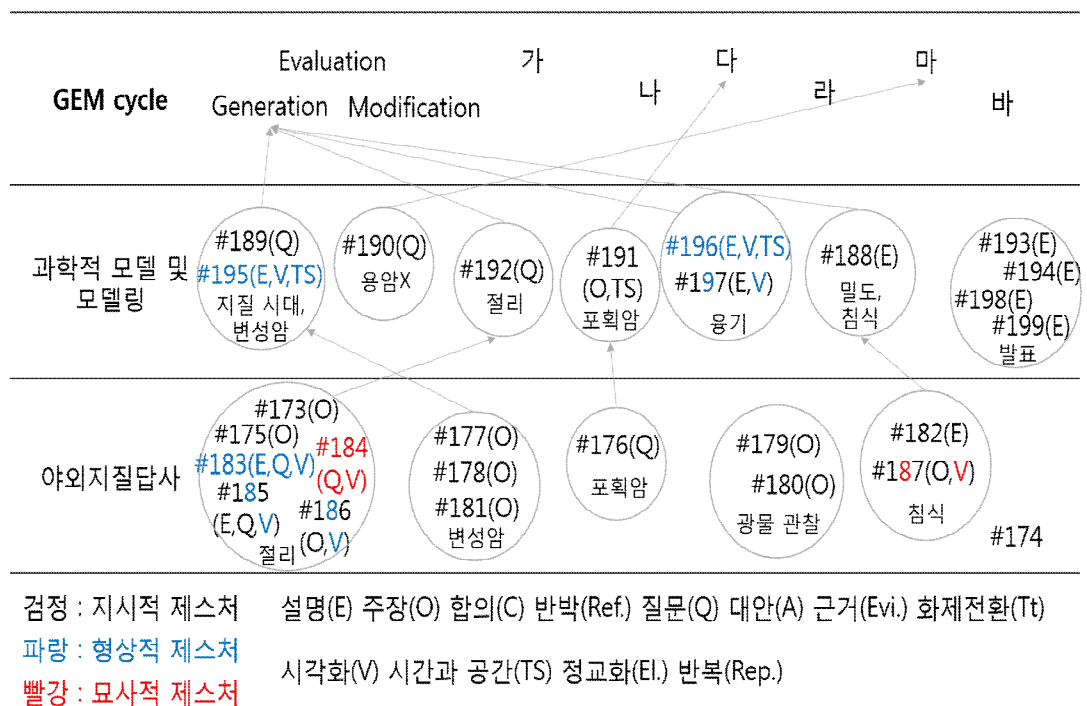 GEM cycle
Evaluation
Generation Modification
가
나
다
라
마
바
과학적 모델 및
모델링
#189(Q)
#195(E,V,TS)
지질 시대,
변성암
#190(Q)
용암X
#192(Q)
절리
#191
(O,TS)
포획암
#196(E,V,TS)
#197(E,V)
융기
#188(E)
밀도,
침식
#193(E)
#194(E)
#198(E)
#199(E)
발표
야외지질답사
#173(O)
#175(O)
#183(E,Q,V)
#184
(Q,V)
#185
(E,Q,V)
#186
(O,V)
절리
#177(O)
#178(O)
#181(O)
변성암
#176(Q)
포획암
#179(O)
#180(O)
광물 관찰
#182(E)
#187(O,V)
침식
#174
검정 : 지시적 제스처
파랑 : 형상적 제스처
빨강 : 묘사적 제스처
설명(E) 주장(O) 합의(C) 반박(Ref.) 질문(Q) 대안(A) 근거(Evi.) 화제전환(Tt)
시각화(V) 시간과 공간(TS) 정교화(El.) 반복(Rep.)